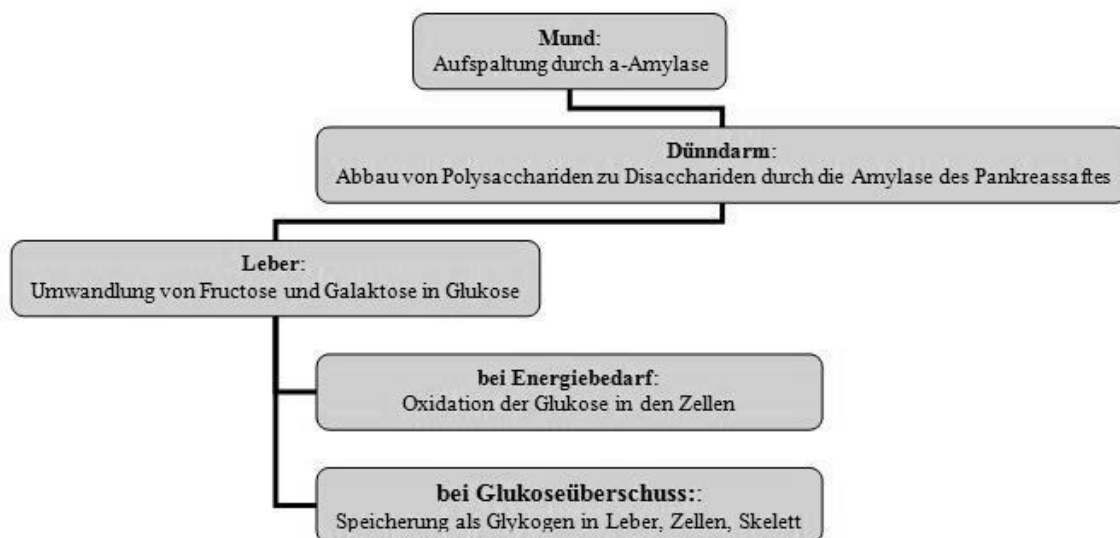 Mund:
Aufspaltung durch a-Amylase
Dünndarm:
Abbau von Polysacchariden zu Disacchariden durch die Amylase des Pankreassaftes
Leber:
Umwandlung von Fructose und Galaktose in Glukose
bei Energiebedarf:
Oxidation der Glukose in den Zellen
bei Glukoseüberschuss::
Speicherung als Glykogen in Leber, Zellen, Skelett